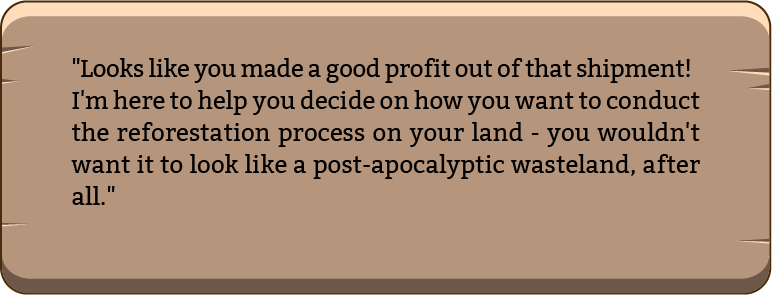 "Looks like you made a good profit out of that shipment!
I'm here to help you decide on how you want to conduct
the reforestation process on your land - you wouldn't
want it to look like a post-apocalyptic wasteland, after
all."